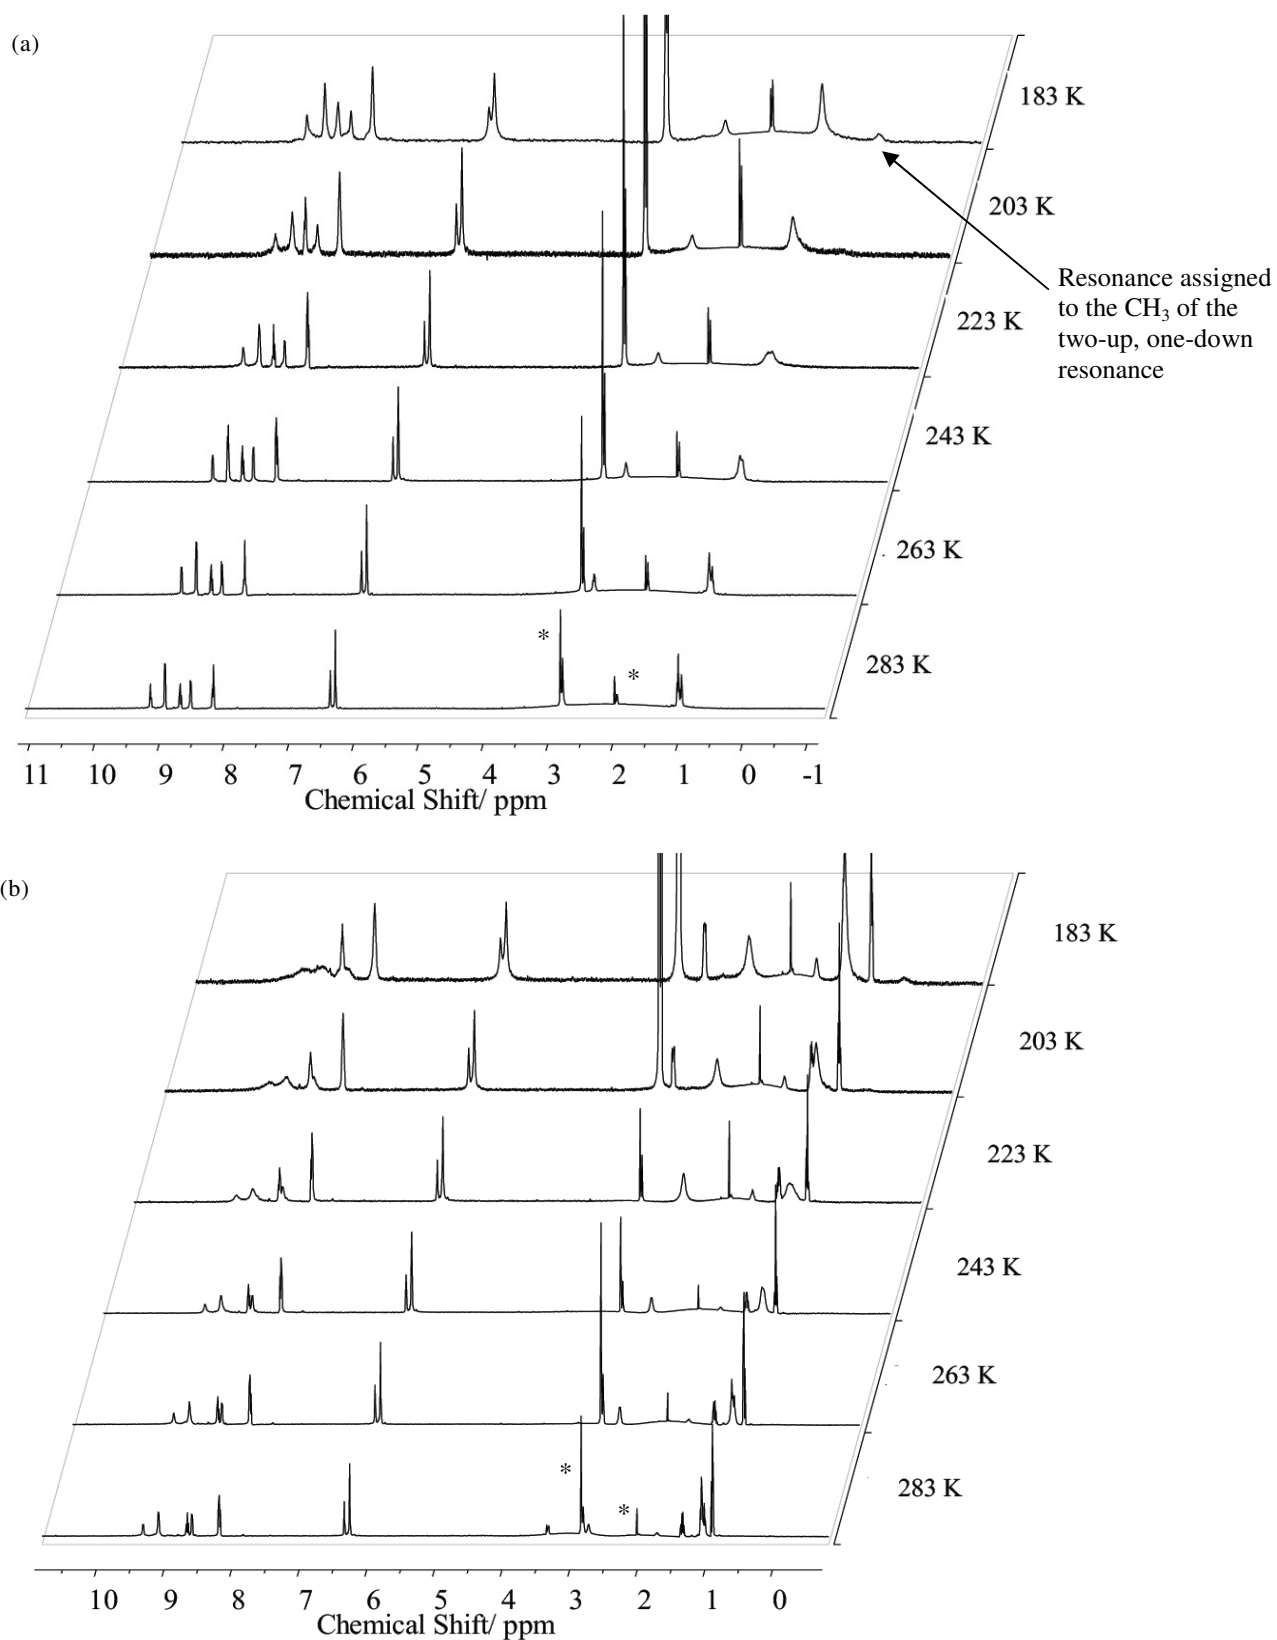 (a)
183 K
203 K
Resonance assigned
to the CH3 of the
two-up, one-down
resonance
223 K
243 K
263 K
*
283 K
*
11 10 9 8 7 6 5 4 3 2 1 0 -1
Chemical Shift/ ppm
(b)
183 K
203 K
223 K
243 K
263 K
*
283 K
*
10 9 8 7 6 5 4 3 2 1 0
Chemical Shift/ ppm